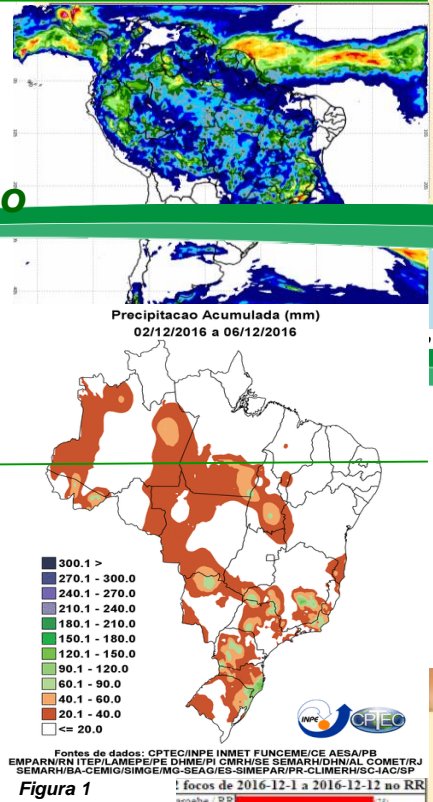 o
Precipitacao Acumulada (mm)
02/12/2016 a 06/12/2016
300.1 >
270.1 - 300.0
240.1 - 270.0
210.1 - 240.0
180.1 - 210.0
150.1 - 180.0
120.1 - 150.0
90.1 - 120.0
60.1 - 90.0
40.1 - 60.0
20.1 - 40.0
<= 20.0
INPE
CPTEC
Fontes de dados: CPTEC/INPE INMET FUNCEME/CE AESA/PB
EMPARN/RN ITEP/LAMEPE/PE DHME/PI CMRH/SE SEMARH/DHN/AL COMET/RJ
SEMARH/BA-CEMIG/SIMGE/MG-SEAG/ES-SIMEPAR/PR-CLIMERH/SC-IAC/SP
Figura 1
focos de 2016-12-1 a 2016-12-12 no RR